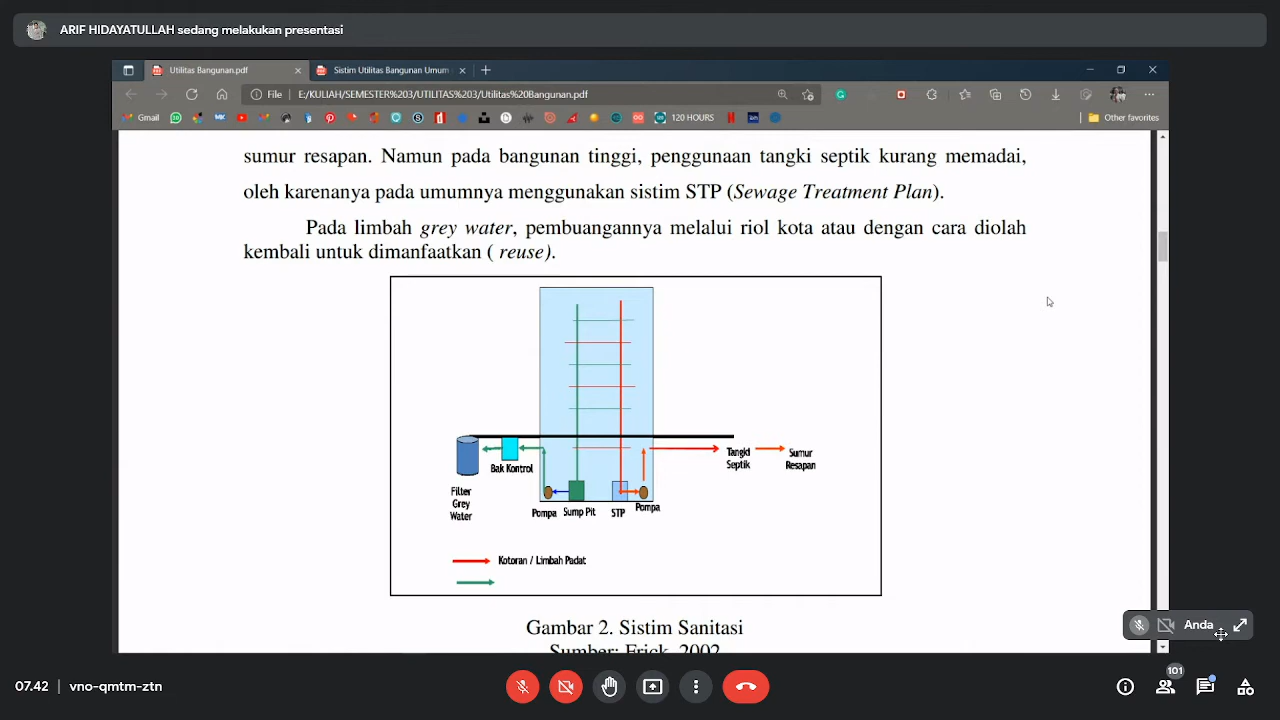 ARIF HIDAYATULLAH sedang melakukan presentasi
Utilitas Bangunan.pdf
Sistim Utilitas Bangunan Umum
File
E:/KULIAH/SEMESTER%203/UTILITAS%203/Utilitas%20Bangunan.pdf
Gmail
120 HOURS
Other favorites
sumur resapan. Namun pada bangunan tinggi, penggunaan tangki septik kurang memadai,
oleh karenanya pada umumnya menggunakan sistim STP (Sewage Treatment Plan).
Pada limbah grey water, pembuangannya melalui riol kota atau dengan cara diolah
kembali untuk dimanfaatkan ( reuse).
Bak Kontrol
Filter
Grey
Water
Pompa
Sump Pit
STP
Pompa
Tangki
Septik
Sumur
Resapan
Kotoran / Limbah Padat
Gambar 2. Sistim Sanitasi
Sumber: Frick, 2002
Anda
07.42 | vno-qmtm-ztn
101